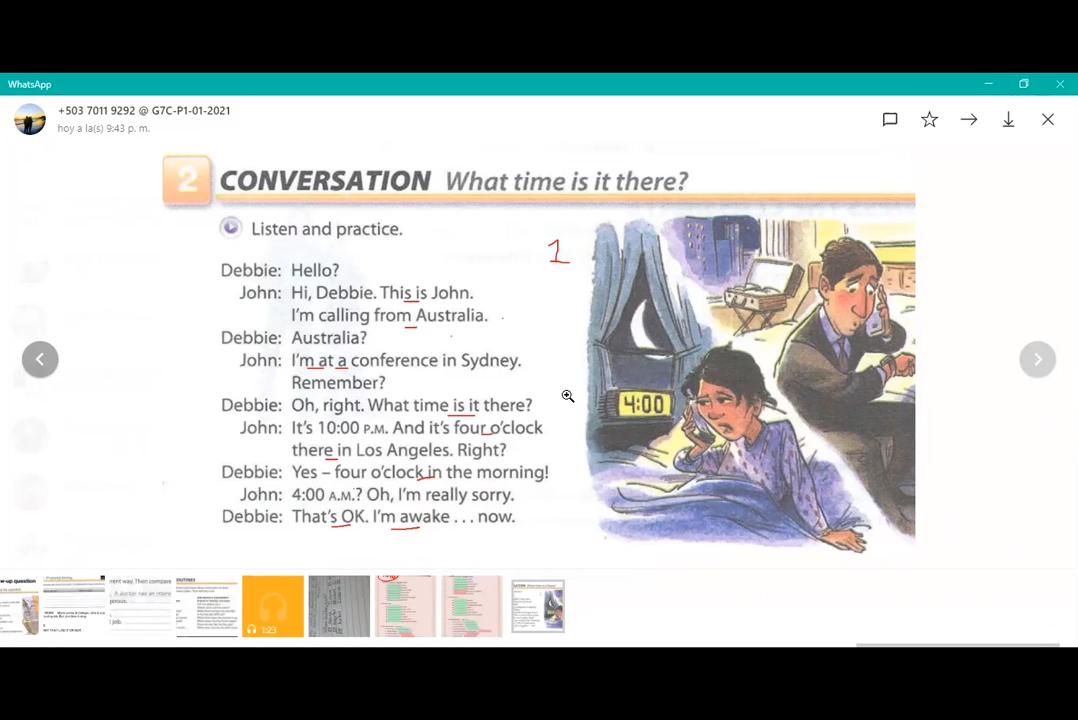 WhatsApp
+503 7011 9292 @ G7C-P1-01-2021
hoy a la(s) 9:43 p. m.
2 CONVERSATION What time is it there?
Listen and practice.
1
Debbie: Hello?
John: Hi, Debbie. This is John.
I'm calling from Australia.
Debbie: Australia?
John: I'm at a conference in Sydney.
Remember?
Debbie: Oh, right. What time is it there?
John: It's 10:00 P.M. And it's four o'clock
there in Los Angeles. Right?
Debbie: Yes – four o'clock in the morning!
John: 4:00 A.M.? Oh, I'm really sorry.
Debbie: That's OK. I'm awake . . . now.
4:00
1:23